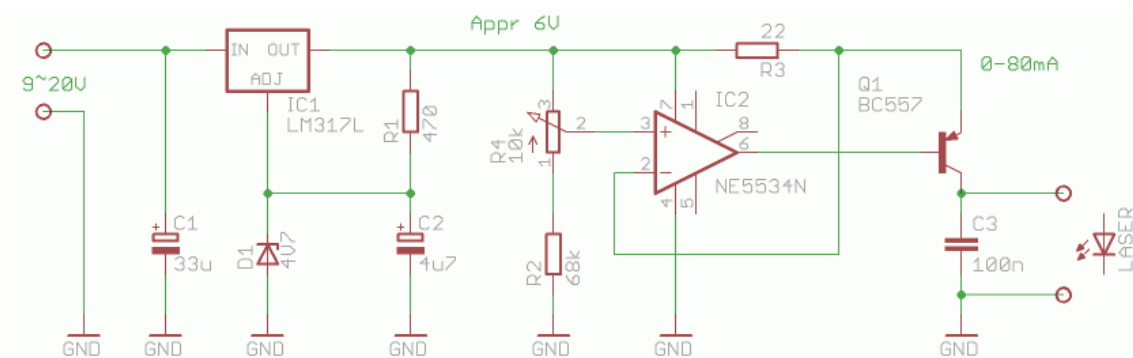 Appr 6V
22
R3
9~20V
IN OUT
ADJ
IC1
LM317L
R1
470
R4
10k
3
2
1
3
2
7
1
8
6
4
5
IC2
NE5534N
Q1
BC557
0-80mA
C1
+
33u
D1
4V7
C2
+
4u7
R2
68k
C3
100n
LASER
GND
GND
GND
GND
GND
GND
GND